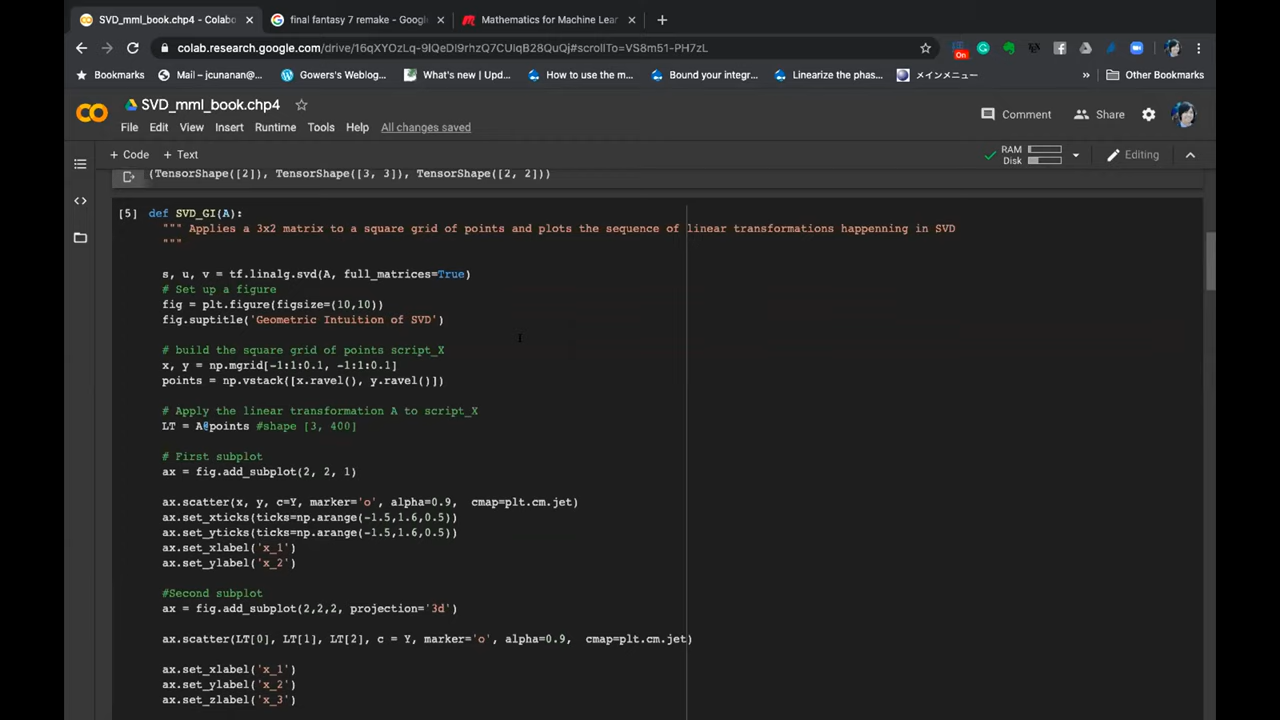 SVD_mml_book.chp4 - Colabo
final fantasy 7 remake - Google
Mathematics for Machine Lear
colab.research.google.com/drive/16qXYOzLq-9IQeDl9rhzQ7CUlqB28QuQj#scrollTo=VS8m51-PH7zL
On
Bookmarks
Mail – jcunanan@...
Gowers's Weblog...
What's new | Upd...
How to use the m...
Bound your integr...
Linearize the phas...
メインメニュー
»
Other Bookmarks
SVD_mml_book.chp4
File Edit View Insert Runtime Tools Help All changes saved
Comment Share
+ Code + Text
RAM
Disk
Editing
(TensorShape([2]), TensorShape([3, 3]), TensorShape([2, 2]))
[5] def SVD_GI(A):
""" Applies a 3x2 matrix to a square grid of points and plots the sequence of linear transformations happenning in SVD
"""
s, u, v = tf.linalg.svd(A, full_matrices=True)
# Set up a figure
fig = plt.figure(figsize=(10,10))
fig.suptitle('Geometric Intuition of SVD')
# build the square grid of points script_X
x, y = np.mgrid[-1:1:0.1, -1:1:0.1]
points = np.vstack([x.ravel(), y.ravel()])
# Apply the linear transformation A to script_X
LT = A@points #shape [3, 400]
# First subplot
ax = fig.add_subplot(2, 2, 1)
ax.scatter(x, y, c=Y, marker='o', alpha=0.9, cmap=plt.cm.jet)
ax.set_xticks(ticks=np.arange(-1.5,1.6,0.5))
ax.set_yticks(ticks=np.arange(-1.5,1.6,0.5))
ax.set_xlabel('x_1')
ax.set_ylabel('x_2')
#Second subplot
ax = fig.add_subplot(2,2,2, projection='3d')
ax.scatter(LT[0], LT[1], LT[2], c = Y, marker='o', alpha=0.9, cmap=plt.cm.jet)
ax.set_xlabel('x_1')
ax.set_ylabel('x_2')
ax.set_zlabel('x_3')